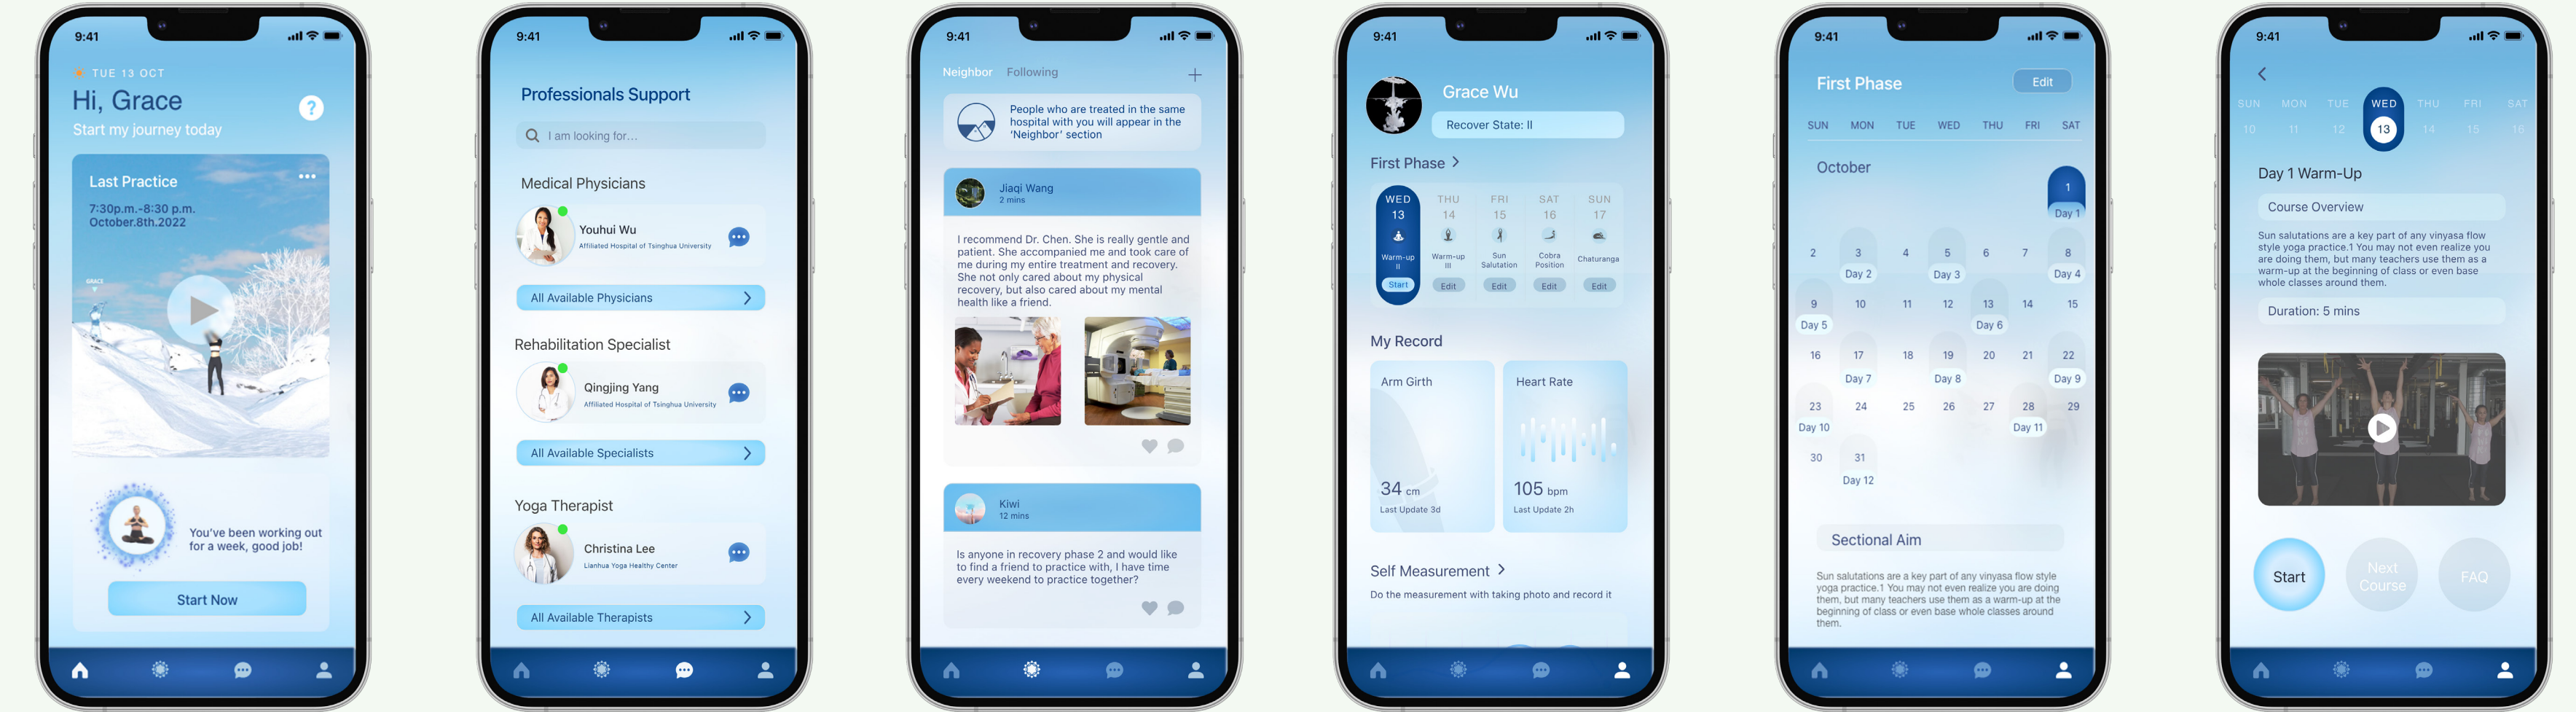 9:41
TUE 13 OCT
Hi, Grace
?
Start my journey today
Last Practice
7:30p.m.-8:30 p.m.
October.8th.2022
GRACE
You've been working out
for a week, good job!
Start Now
9:41
Professionals Support
I am looking for...
Medical Physicians
Youhui Wu
Affiliated Hospital of Tsinghua University
All Available Physicians
Rehabilitation Specialist
Qingjing Yang
Affiliated Hospital of Tsinghua University
All Available Specialists
Yoga Therapist
Christina Lee
Lianhua Yoga Healthy Center
All Available Therapists
9:41
Neighbor Following
People who are treated in the same
hospital with you will appear in the
'Neighbor' section
Jiaqi Wang
2 mins
I recommend Dr. Chen. She is really gentle and
patient. She accompanied me and took care of
me during my entire treatment and recovery.
She not only cared about my physical
recovery, but also cared about my mental
health like a friend.
Kiwi
12 mins
Is anyone in recovery phase 2 and would like
to find a friend to practice with, I have time
every weekend to practice together?
9:41
Grace Wu
Recover State: II
First Phase
WED THU FRI SAT SUN
13 14 15 16 17
Warm-up II Warm-up III Sun Salutation Cobra Position Chaturanga
Start Edit Edit Edit Edit
My Record
Arm Girth Heart Rate
34 cm 105 bpm
Last Update 3d Last Update 2h
Self Measurement
Do the measurement with taking photo and record it
9:41
First Phase Edit
SUN MON TUE WED THU FRI SAT
October
1
Day 1
2 3 4 5 6 7 8
Day 2 Day 3 Day 4
9 10 11 12 13 14 15
Day 5 Day 6
16 17 18 19 20 21 22
Day 7 Day 8 Day 9
23 24 25 26 27 28 29
Day 10 Day 11
30 31
Day 12
Sectional Aim
Sun salutations are a key part of any vinyasa flow style
yoga practice.1 You may not even realize you are doing
them, but many teachers use them as a warm-up at the
beginning of class or even base whole classes around
them.
9:41
SUN MON TUE WED THU FRI SAT
10 11 12 13 14 15 16
Day 1 Warm-Up
Course Overview
Sun salutations are a key part of any vinyasa flow
style yoga practice.1 You may not even realize you
are doing them, but many teachers use them as a
warm-up at the beginning of class or even base
whole classes around them.
Duration: 5 mins
Start
Next
Course
FAQ